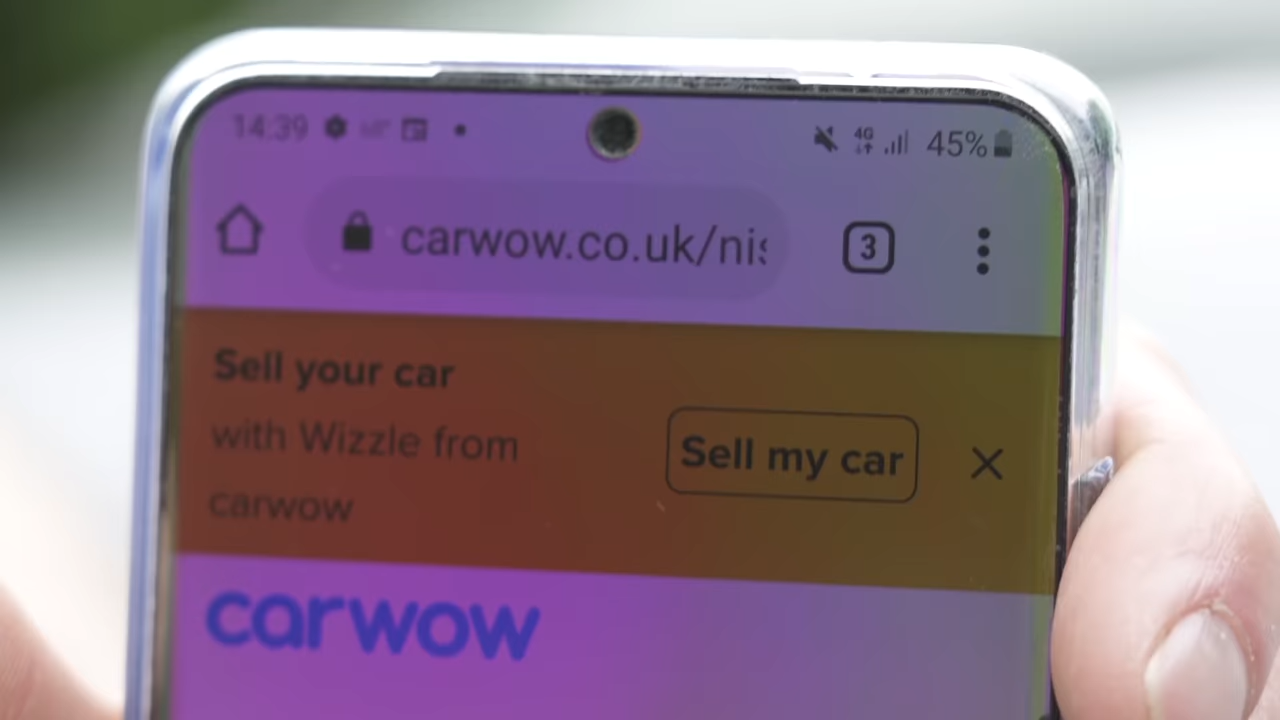 14:39
4G
45%
carwow.co.uk/nis
3
Sell your car
with Wizzle from
carwow
Sell my car
carwow